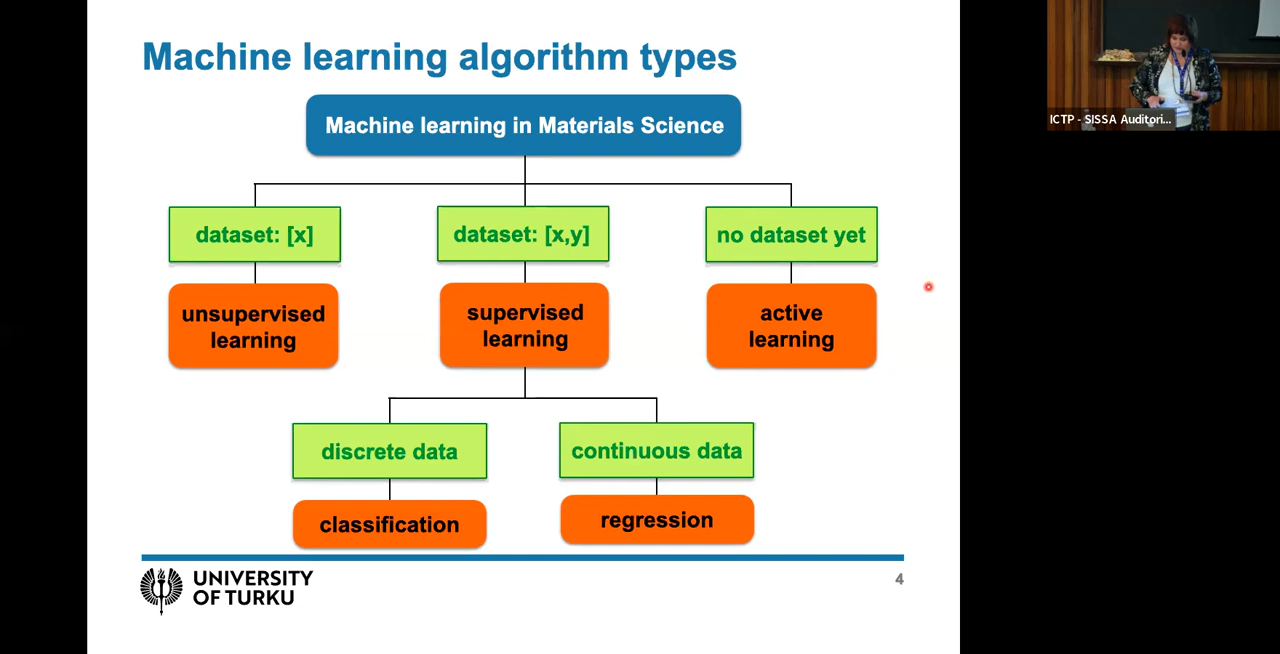 Machine learning algorithm types
Machine learning in Materials Science
dataset: [x]
dataset: [x,y]
no dataset yet
unsupervised
learning
supervised
learning
active
learning
discrete data
continuous data
classification
regression
UNIVERSITY
OF TURKU
4
ICTP - SISSA Auditori...